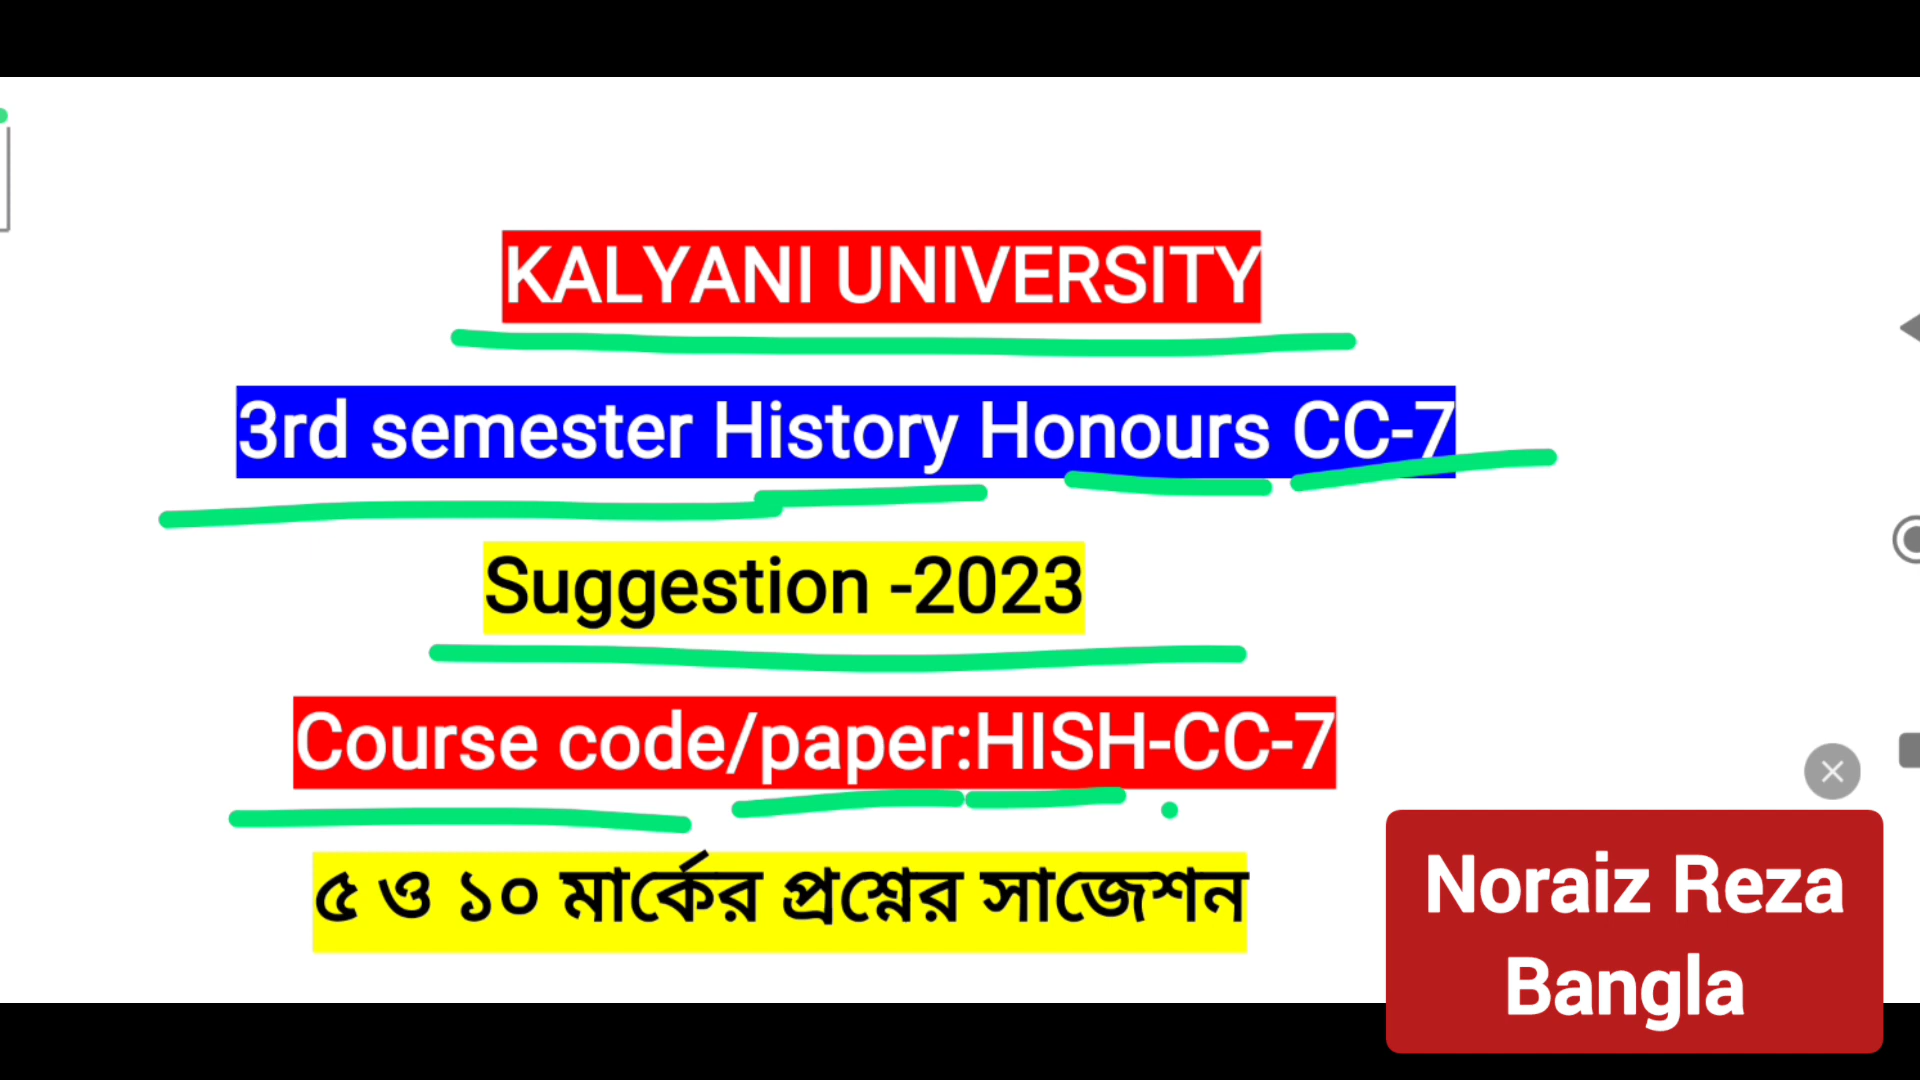 KALYANI UNIVERSITY
3rd semester History Honours CC-7
Suggestion -2023
Course code/paper:HISH-CC-7
৫ ও ১০ মার্কের প্রশ্নের সাজেশন
Noraiz Reza
Bangla